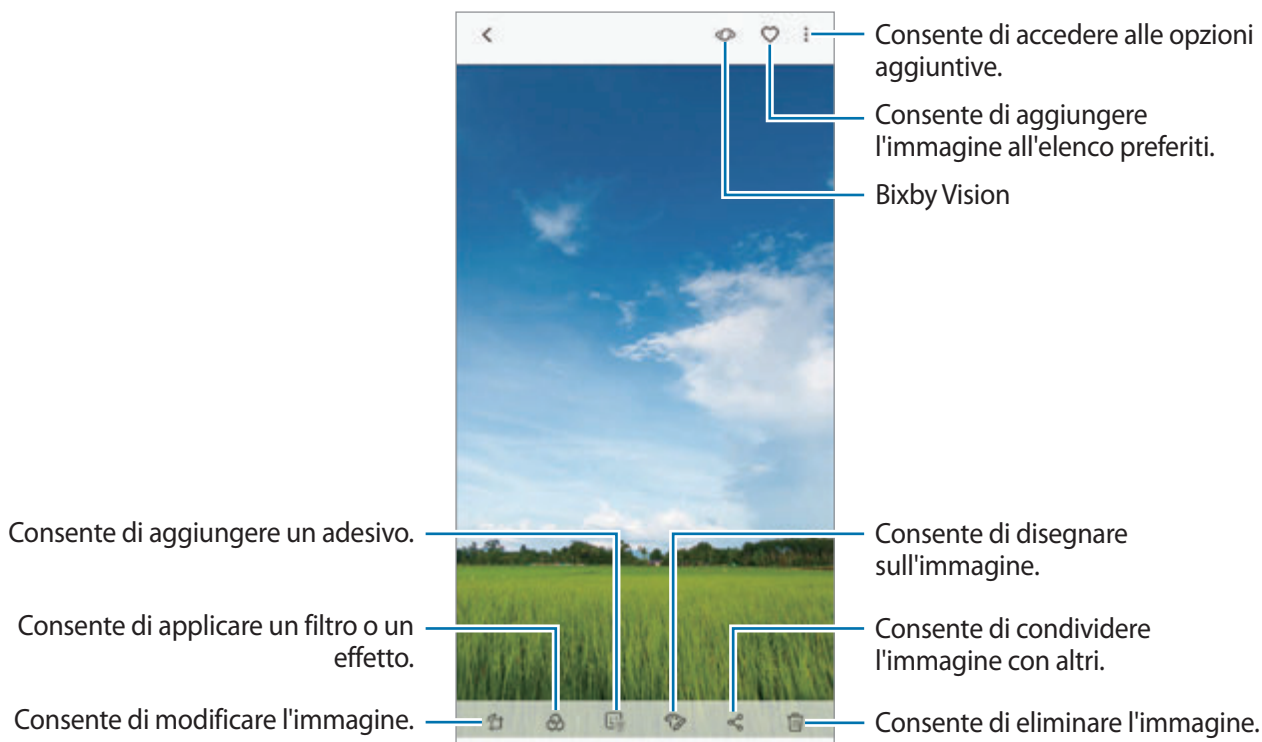 Consente di accedere alle opzioni
aggiuntive.
Consente di aggiungere
l'immagine all'elenco preferiti.
Bixby Vision
Consente di aggiungere un adesivo.
Consente di disegnare
sull'immagine.
Consente di applicare un filtro o un
effetto.
Consente di condividere
l'immagine con altri.
Consente di modificare l'immagine.
Consente di eliminare l'immagine.